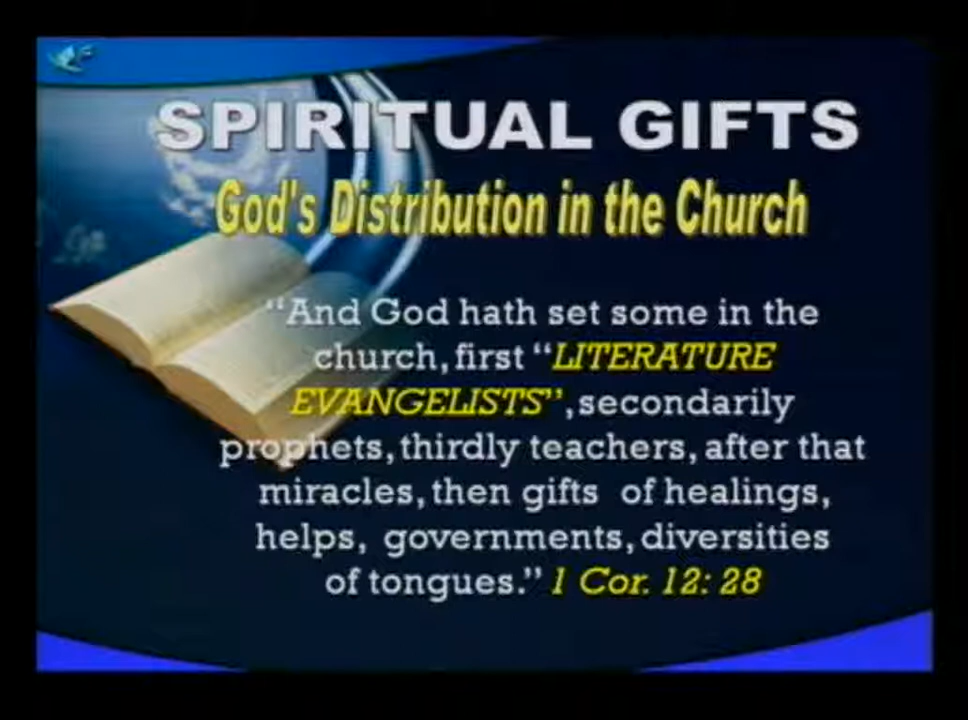 SPIRITUAL GIFTS
God's Distribution in the Church
“And God hath set some in the
church, first “LITERATURE
EVANGELISTS”, secondarily
prophets, thirdly teachers, after that
miracles, then gifts of healings,
helps, governments, diversities
of tongues.” 1 Cor. 12: 28